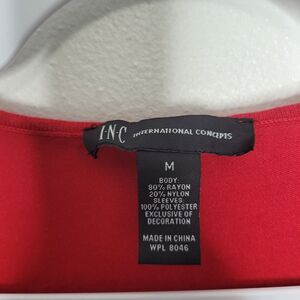 I·N·C INTERNATIONAL CONCEPTS
M
BODY:
80% RAYON
20% NYLON
SLEEVES:
100% POLYESTER
EXCLUSIVE OF
DECORATION
MADE IN CHINA
WPL 8046